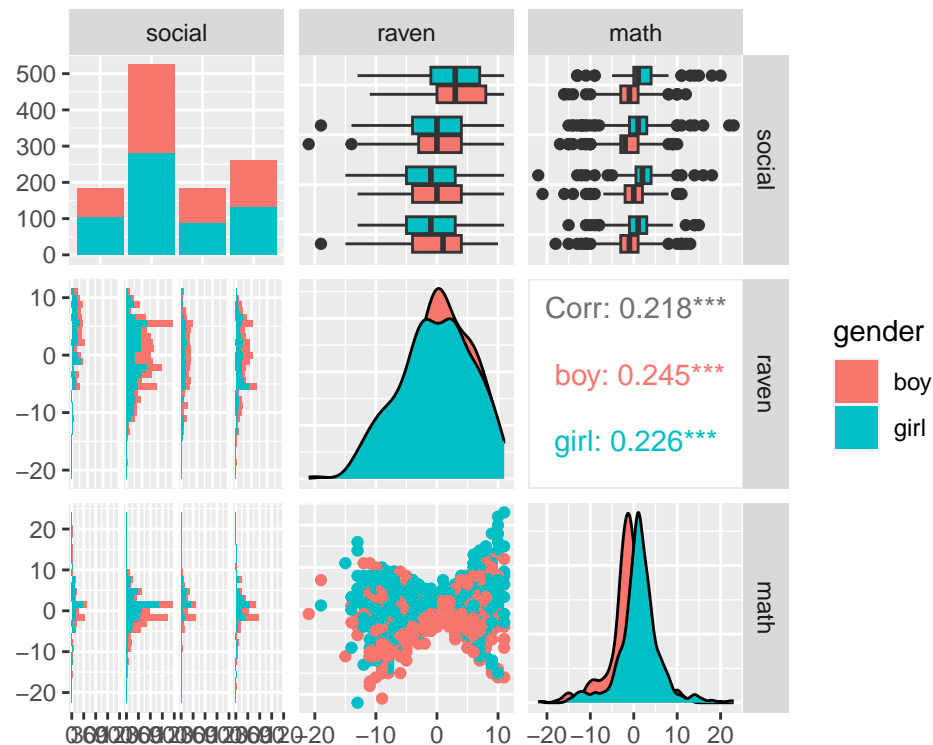 social raven math
500
400
300
200
100
0
social
10
0
−10
−20
Corr: 0.218***
boy: 0.245***
girl: 0.226***
raven
gender
boy
girl
20
10
0
−10
−20
math
−20 −10 0 10 −20 −10 0 10 20